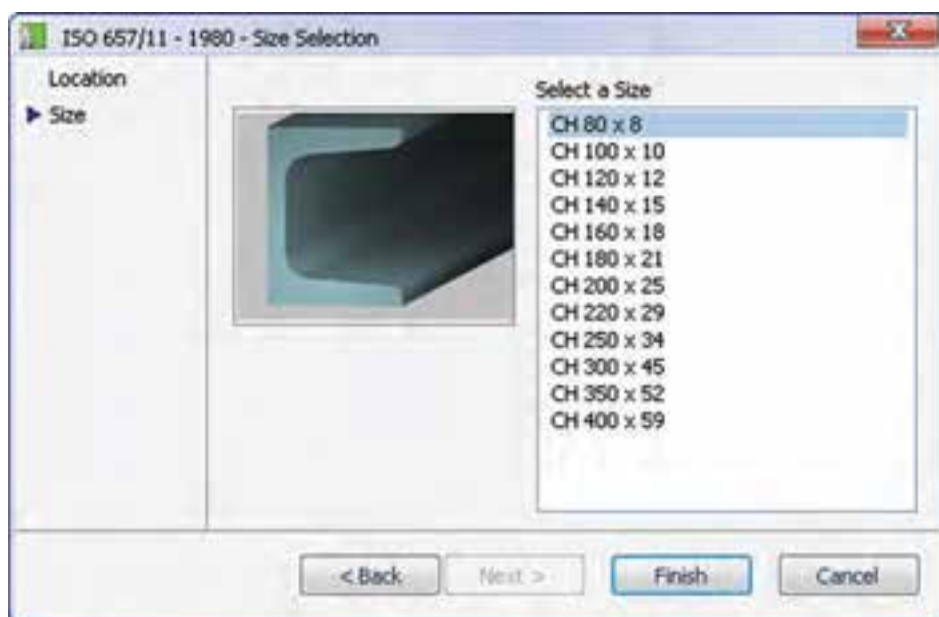 ISO 657/11 - 1980 - Size Selection
Location
Size
Select a Size
CH 80 x 8
CH 100 x 10
CH 120 x 12
CH 140 x 15
CH 160 x 18
CH 180 x 21
CH 200 x 25
CH 220 x 29
CH 250 x 34
CH 300 x 45
CH 350 x 52
CH 400 x 59
< Back
Next >
Finish
Cancel